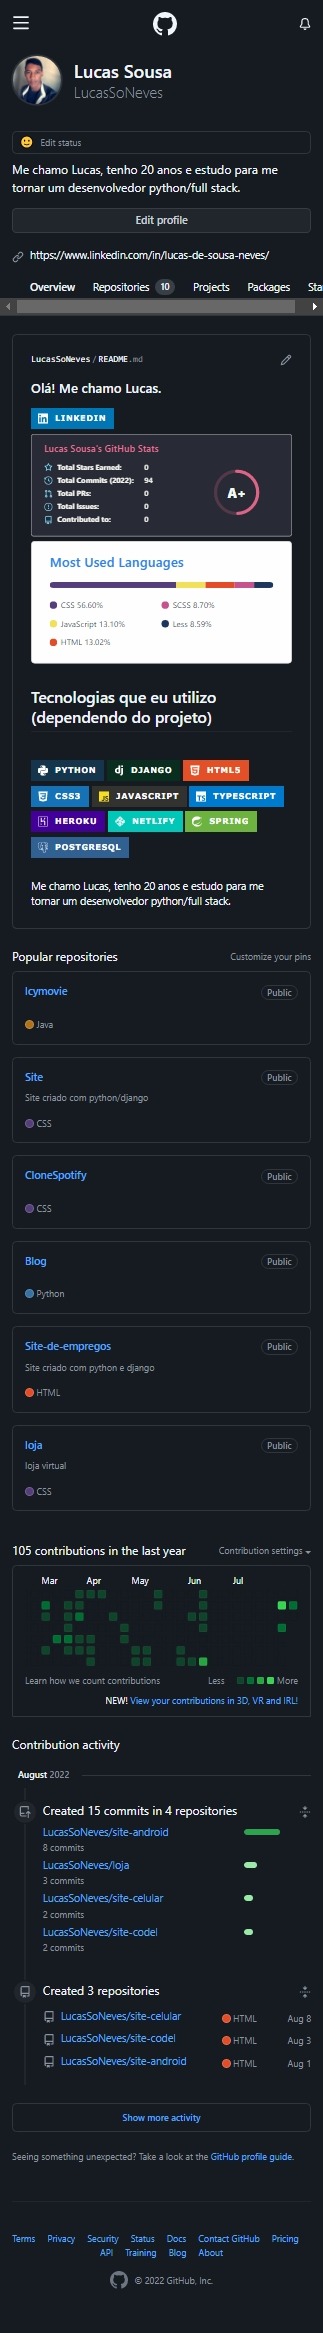 Lucas Sousa
LucasSoNeves
Edit status
Me chamo Lucas, tenho 20 anos e estudo para me
tornar um desenvolvedor python/full stack.
Edit profile
https://www.linkedin.com/in/lucas-de-sousa-neves/
Overview Repositories 10 Projects Packages Sta
LucasSoNeves / README.md
Olá! Me chamo Lucas.
LINKEDIN
Lucas Sousa's GitHub Stats
Total Stars Earned: 0
Total Commits (2022): 94
Total PRs: 0
Total Issues: 0
Contributed to: 0
A+
Most Used Languages
CSS 56.60% SCSS 8.70%
JavaScript 13.10% Less 8.59%
HTML 13.02%
Tecnologias que eu utilizo
(dependendo do projeto)
PYTHON dj DJANGO HTML5
CSS3 JAVASCRIPT TYPESCRIPT
HEROKU NETLIFY SPRING
POSTGRESQL
Me chamo Lucas, tenho 20 anos e estudo para me
tornar um desenvolvedor python/full stack.
Popular repositories Customize your pins
Icymovie Public
Java
Site Public
Site criado com python/django
CSS
CloneSpotify Public
CSS
Blog Public
Python
Site-de-empregos Public
Site criado com python e django
HTML
loja Public
loja virtual
CSS
105 contributions in the last year Contribution settings
Mar Apr May Jun Jul
Learn how we count contributions Less More
NEW! View your contributions in 3D, VR and IRL!
Contribution activity
August 2022
Created 15 commits in 4 repositories
LucasSoNeves/site-android
8 commits
LucasSoNeves/loja
3 commits
LucasSoNeves/site-celular
2 commits
LucasSoNeves/site-codel
2 commits
Created 3 repositories
LucasSoNeves/site-celular HTML Aug 8
LucasSoNeves/site-codel HTML Aug 3
LucasSoNeves/site-android HTML Aug 1
Show more activity
Seeing something unexpected? Take a look at the GitHub profile guide.
Terms Privacy Security Status Docs Contact GitHub Pricing
API Training Blog About
© 2022 GitHub, Inc.